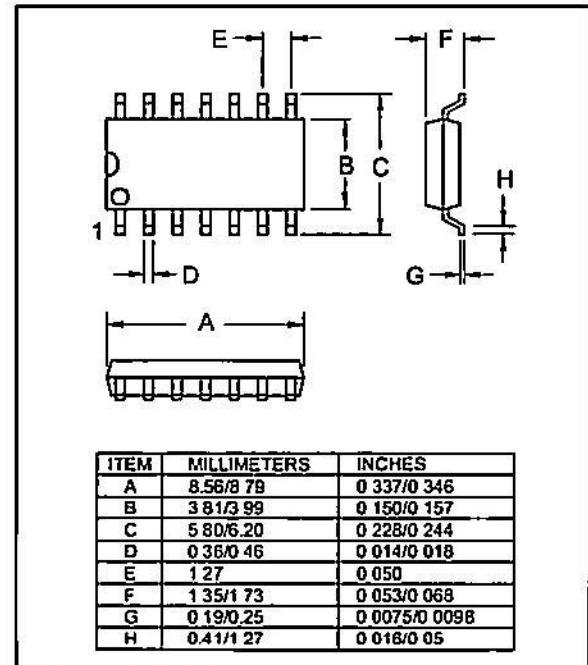 E
F
B
C
H
1
D
G
A
ITEM MILLIMETERS INCHES
A 8.56/8 79 0 337/0 346
B 3 81/3 99 0 150/0 157
C 5 80/6.20 0 228/0 244
D 0 36/0 46 0 014/0 018
E 1 27 0 050
F 1 35/1 73 0 053/0 068
G 0 19/0.25 0 0075/0 0098
H 0.41/1 27 0 016/0 05